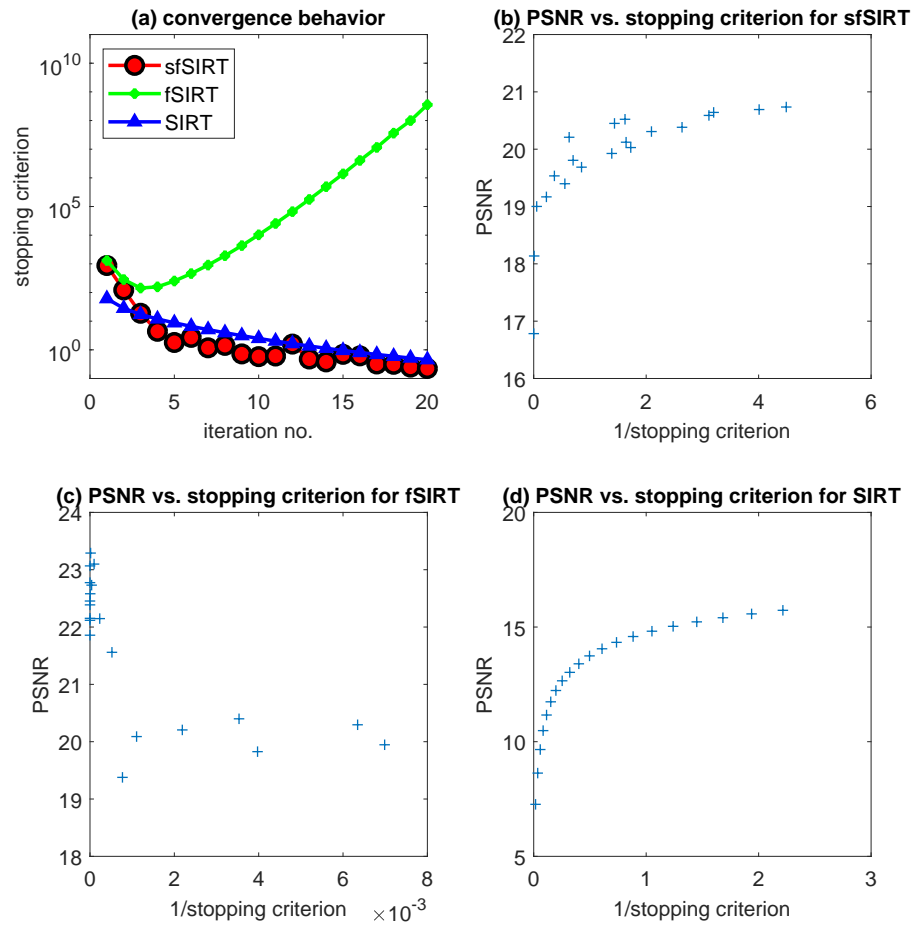 (a) convergence behavior
10^10
10^5
10^0
stopping criterion
sfSIRT
fSIRT
SIRT
0
5
10
15
20
iteration no.
(b) PSNR vs. stopping criterion for sfSIRT
22
21
20
19
18
17
16
PSNR
0
2
4
6
1/stopping criterion
(c) PSNR vs. stopping criterion for fSIRT
24
23
22
21
20
19
18
PSNR
0
2
4
6
8
1/stopping criterion
×10^-3
(d) PSNR vs. stopping criterion for SIRT
20
15
10
5
PSNR
0
1
2
3
1/stopping criterion